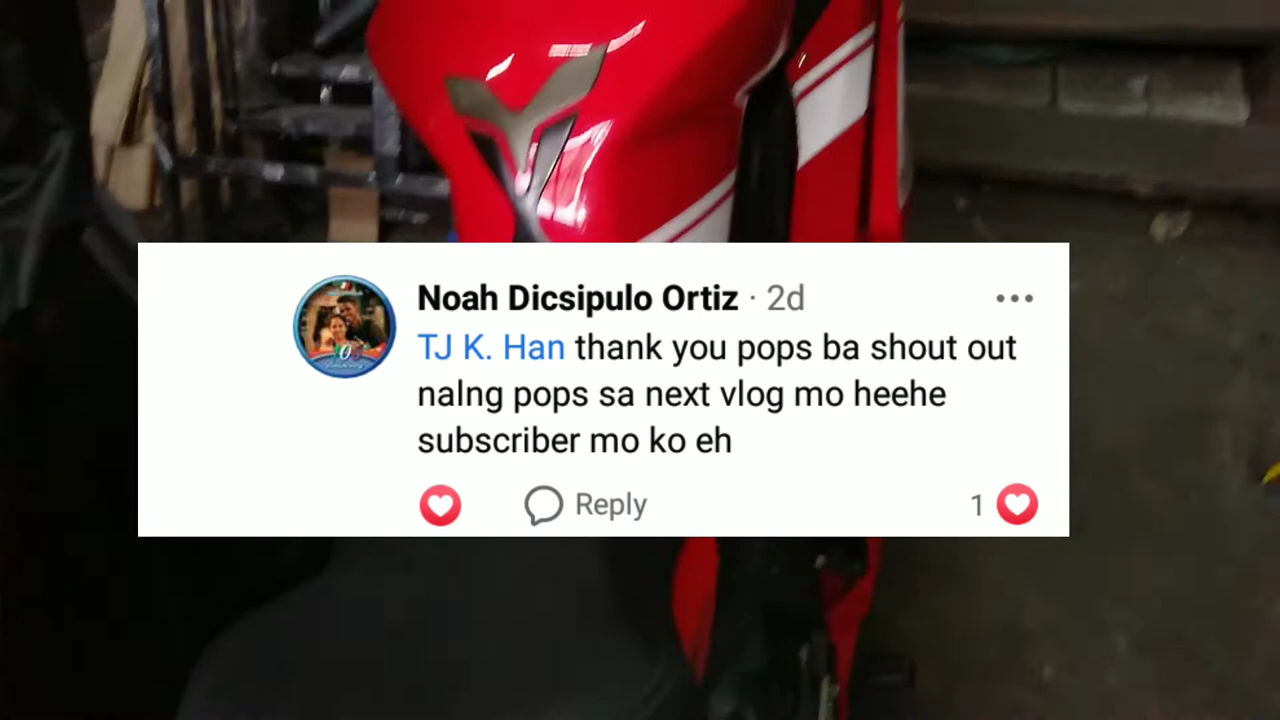 Noah Dicsipulo Ortiz · 2d
TJ K. Han thank you pops ba shout out
nalng pops sa next vlog mo heehe
subscriber mo ko eh
Reply
1